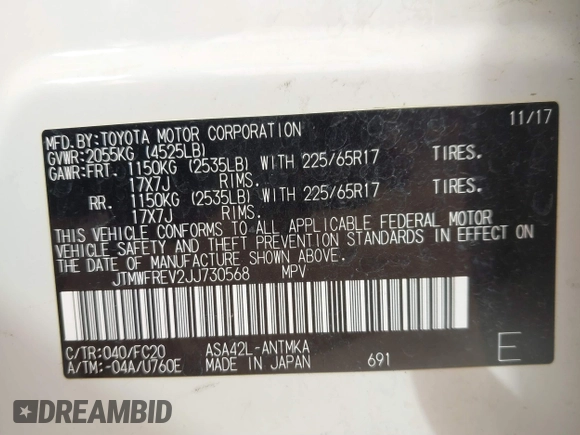 11/17
MFD.BY:TOYOTA MOTOR CORPORATION
GVWR:2055KG (4525LB)
GAWR:FRT. 1150KG (2535LB) WITH 225/65R17 TIRES.
17X7J RIMS.
RR. 1150KG (2535LB) WITH 225/65R17 TIRES.
17X7J RIMS.
THIS VEHICLE CONFORMS TO ALL APPLICABLE FEDERAL MOTOR
VEHICLE SAFETY AND THEFT PREVENTION STANDARDS IN EFFECT ON
THE DATE OF MANUFACTURE SHOWN ABOVE.
JTMWFREV2JJ730568 MPV
C/TR:040/FC20 ASA42L-ANTMKA
A/TM:-04A/U760E MADE IN JAPAN 691
E
DREAMBID